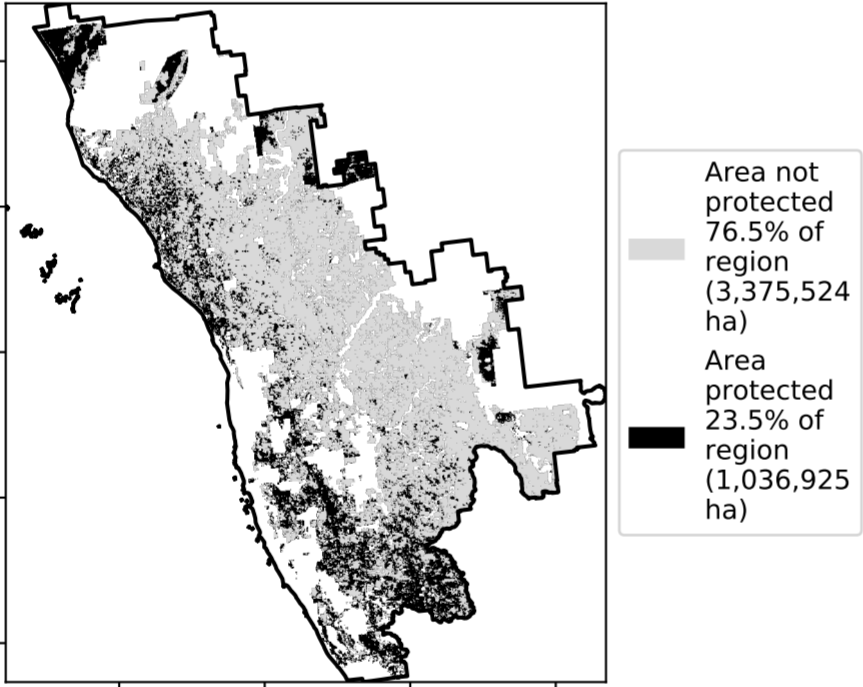 Area not
protected
76.5% of
region
(3,375,524
ha)
Area
protected
23.5% of
region
(1,036,925
ha)